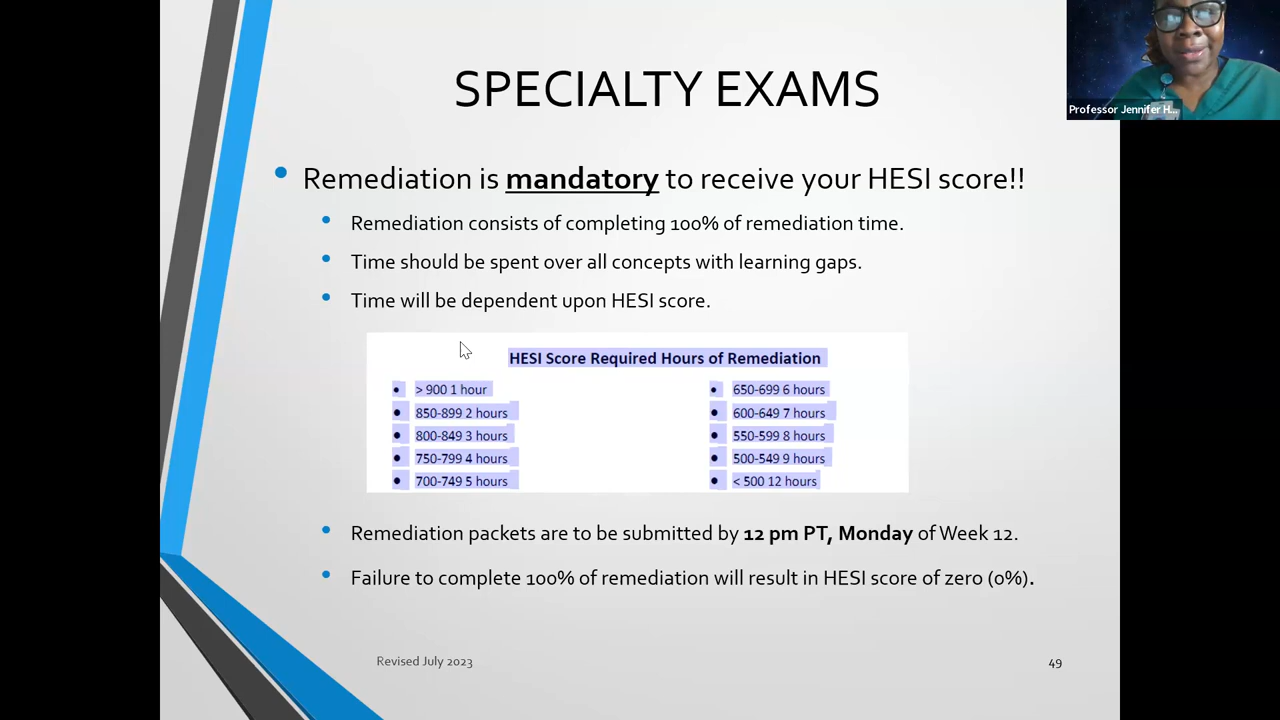 SPECIALTY EXAMS
Professor Jennifer H...
Remediation is mandatory to receive your HESI score!!
Remediation consists of completing 100% of remediation time.
Time should be spent over all concepts with learning gaps.
Time will be dependent upon HESI score.
HESI Score Required Hours of Remediation
> 900 1 hour
850-899 2 hours
800-849 3 hours
750-799 4 hours
700-749 5 hours
650-699 6 hours
600-649 7 hours
550-599 8 hours
500-549 9 hours
< 500 12 hours
Remediation packets are to be submitted by 12 pm PT, Monday of Week 12.
Failure to complete 100% of remediation will result in HESI score of zero (0%).
Revised July 2023
49